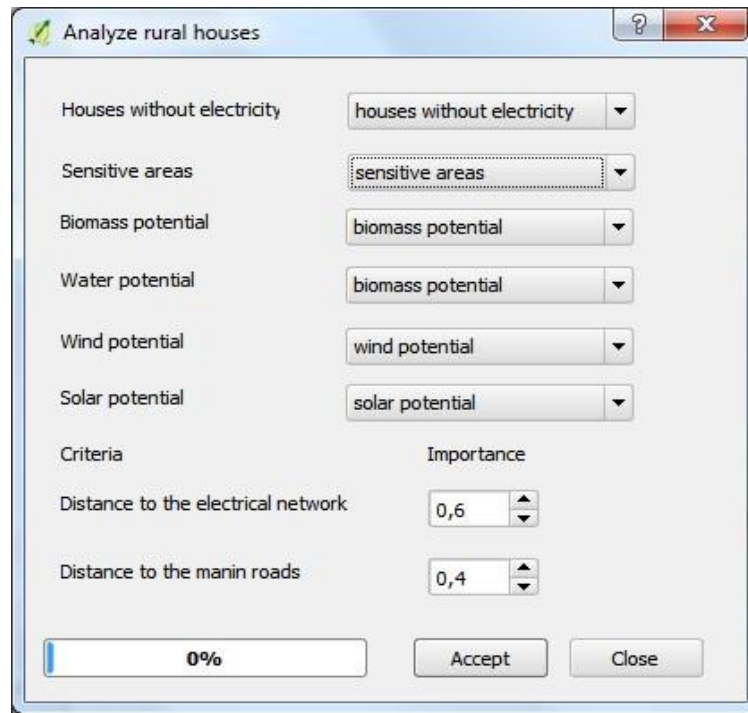 Analyze rural houses
Houses without electricity houses without electricity
Sensitive areas sensitive areas
Biomass potential biomass potential
Water potential biomass potential
Wind potential wind potential
Solar potential solar potential
Criteria Importance
Distance to the electrical network 0,6
Distance to the manin roads 0,4
0% Accept Close